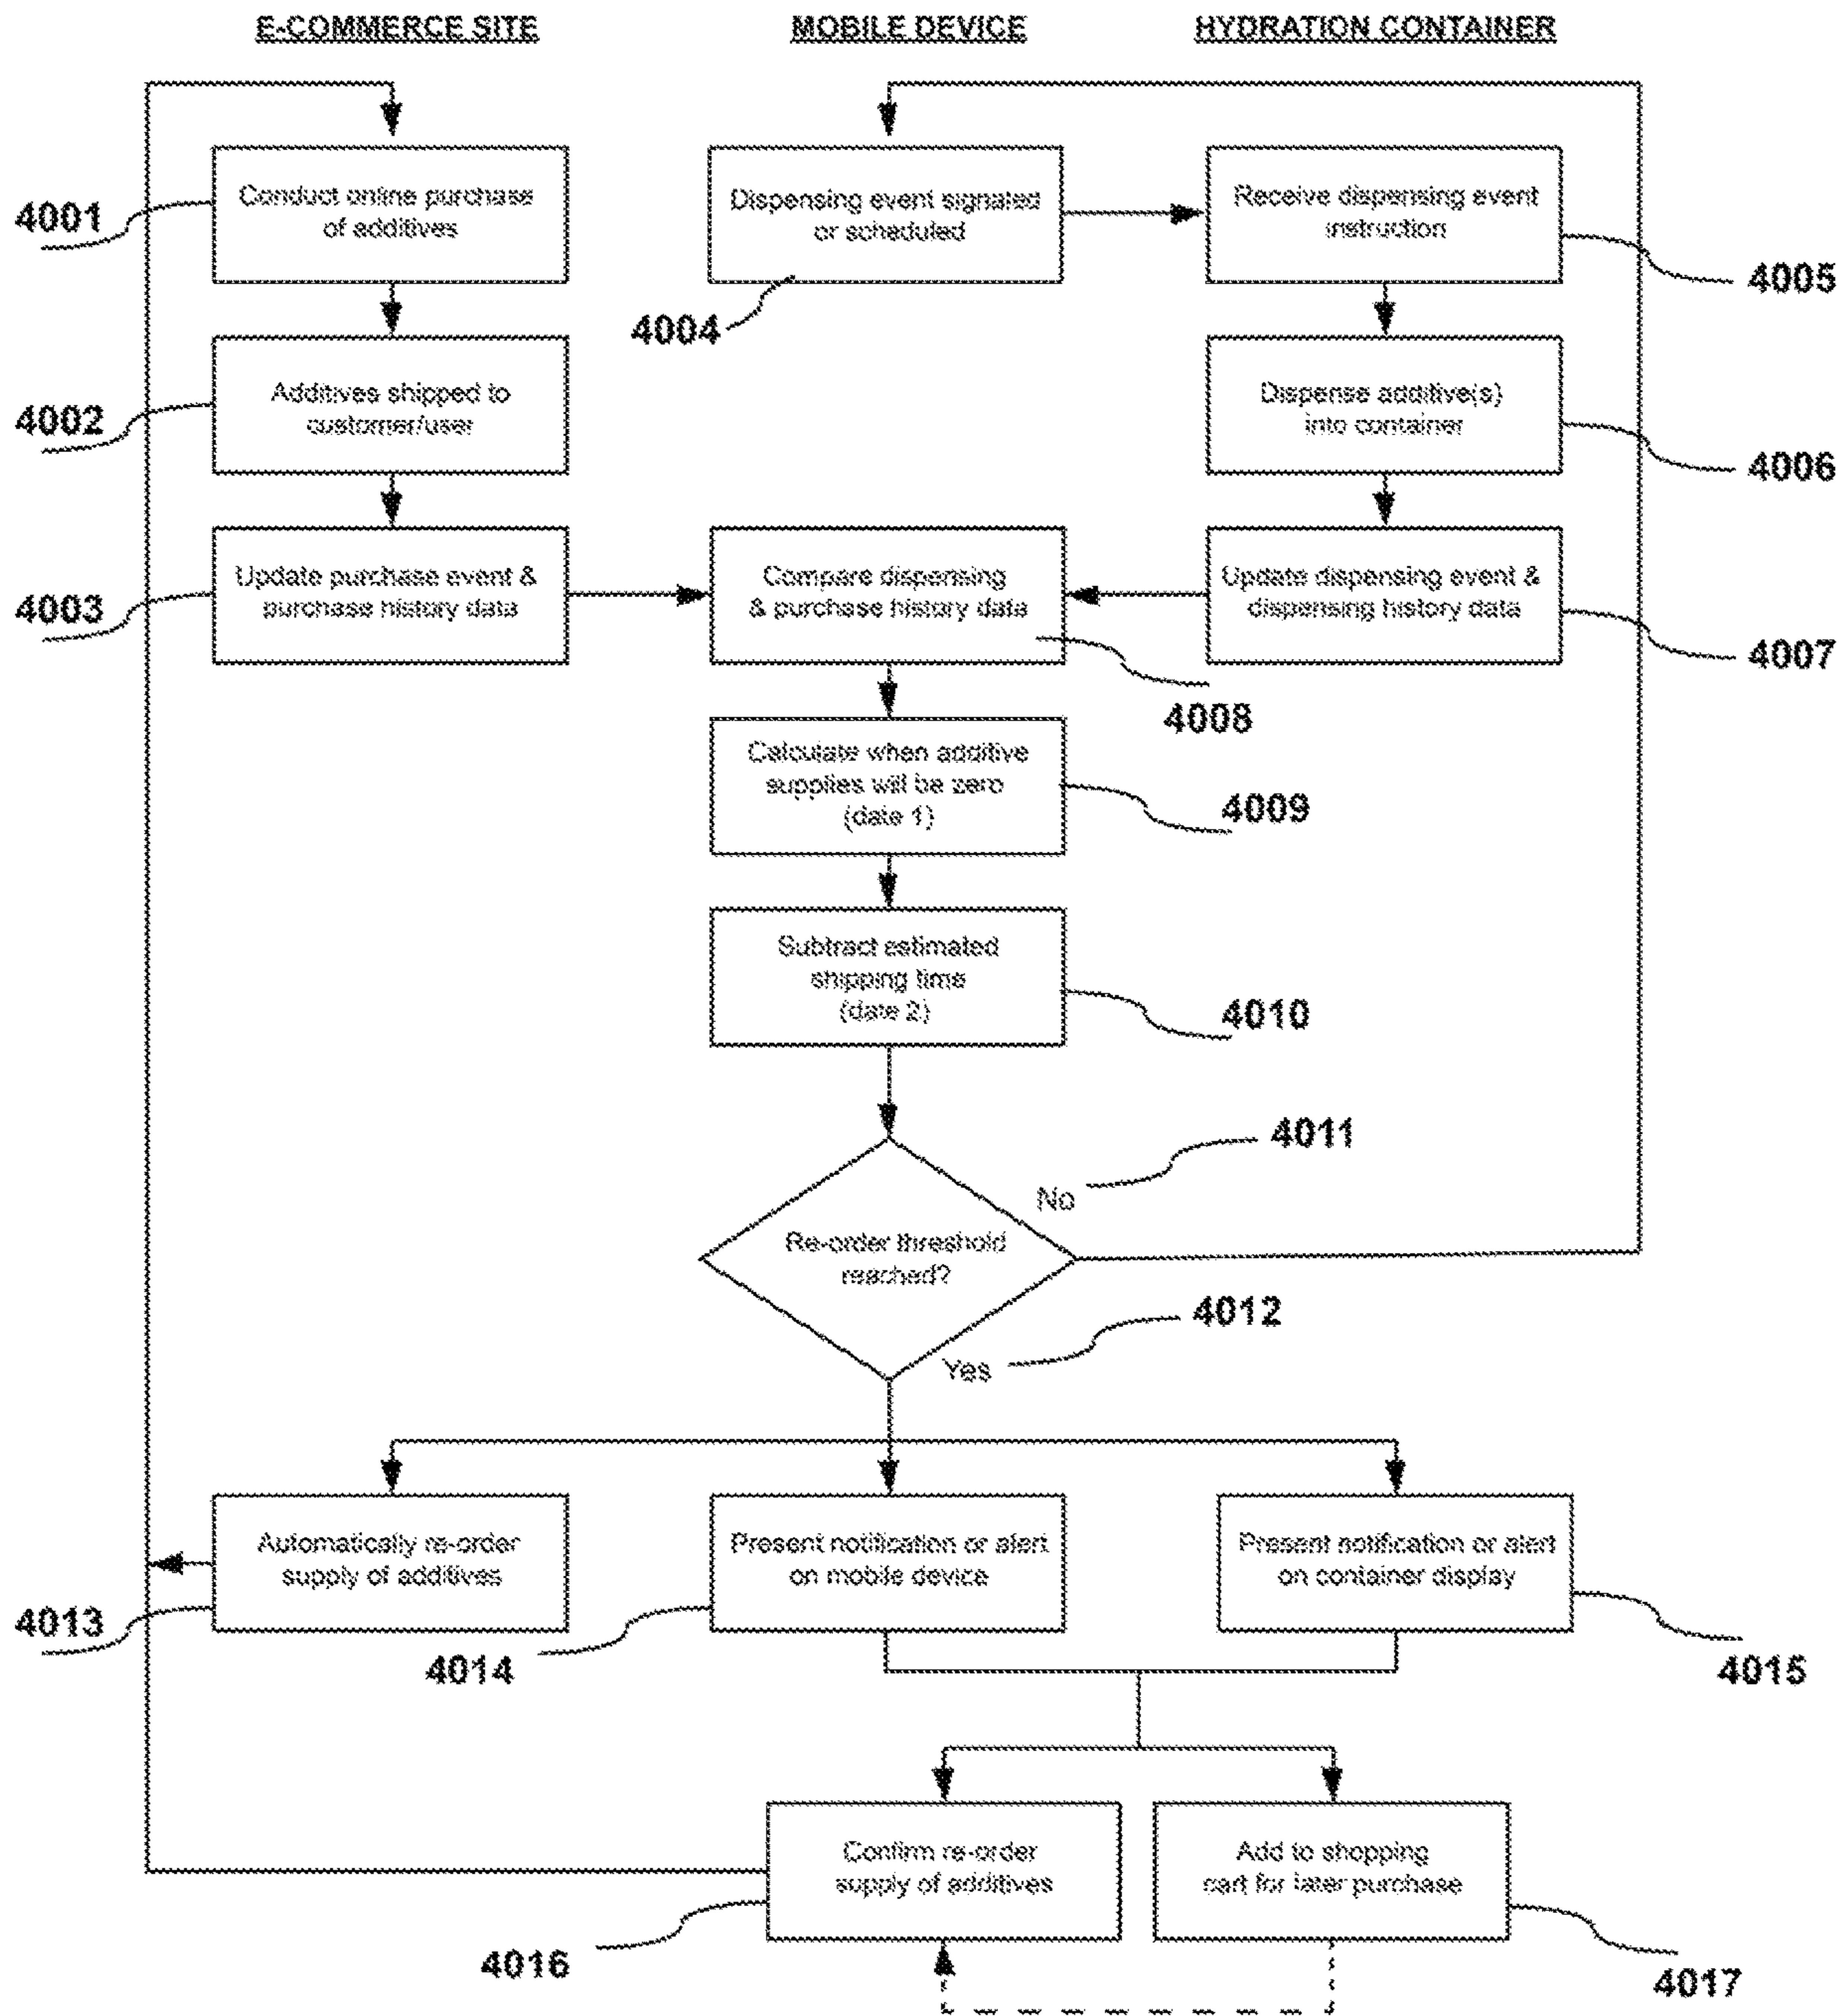 E-COMMERCE SITE
MOBILE DEVICE
HYDRATION CONTAINER
Conduct online purchase
of additives
4001
Dispensing event signaled
or scheduled
4004
Receive dispensing event
instruction
4005
Additives shipped to
customer/user
4002
Dispense additive(s)
into container
4006
Update purchase event &
purchase history data
4003
Compare dispensing
& purchase history data
4008
Update dispensing event &
dispensing history data
4007
Calculate when additive
supplies will be zero
(date 1)
4009
Subtract estimated
shipping time
(date 2)
4010
4011
No
Re-order threshold
reached?
4012
Yes
Automatically re-order
supply of additives
4013
Present notification or alert
on mobile device
4014
Present notification or alert
on container display
4015
Confirm re-order
supply of additives
4016
Add to shopping
cart for later purchase
4017